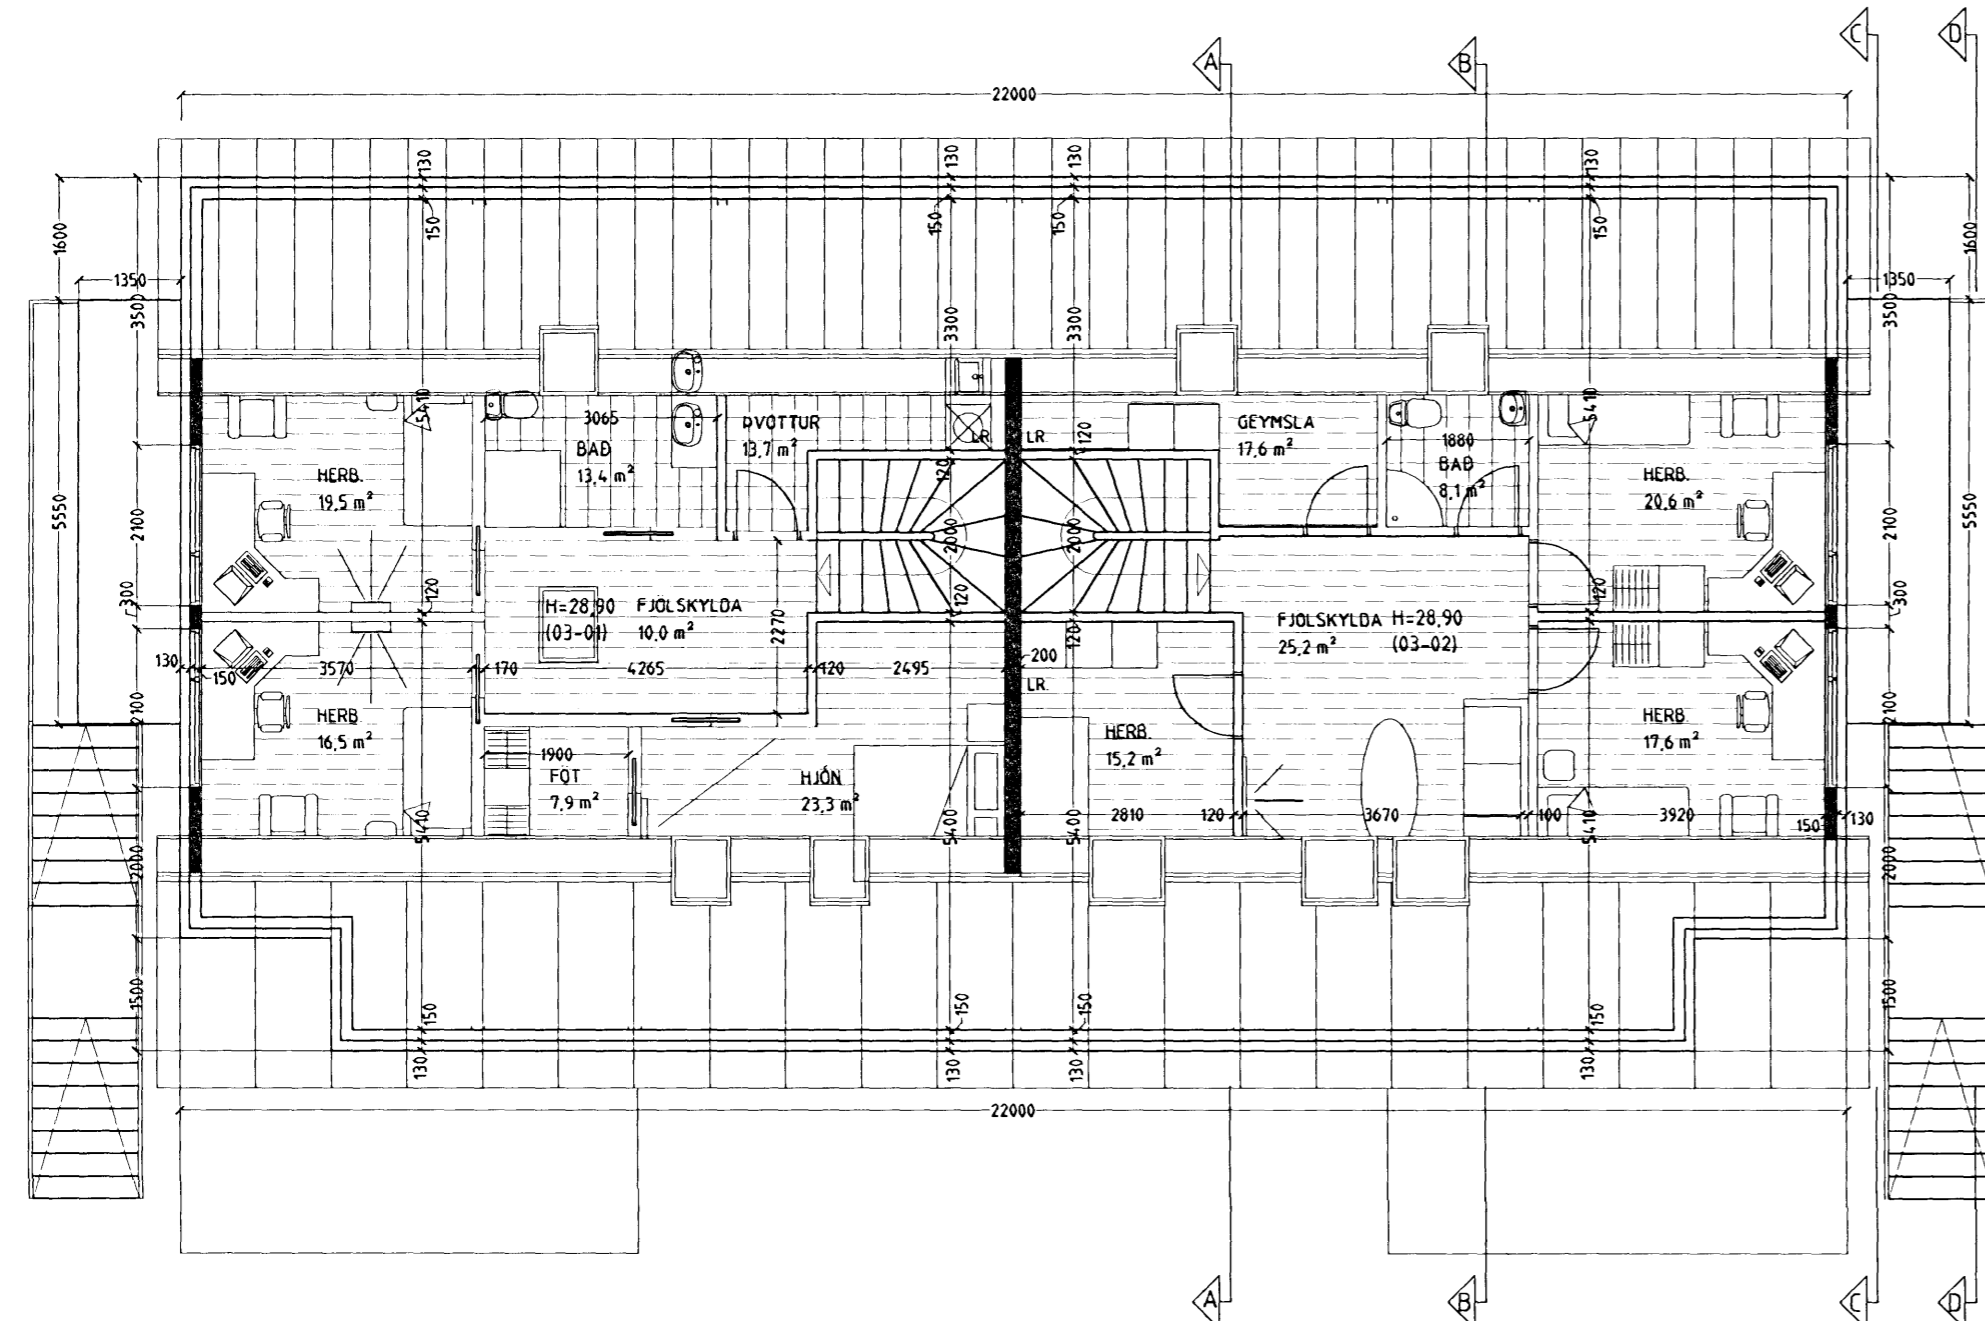 C
D
A
B
22000
130
130
130
130
150
150
150
150
1600
1600
1350
1350
3500
3500
3300
3300
5410
3065
BAÐ
13,4 m²
ÞVOTTUR
13,7 m²
LR.
LR.
120
120
GEYMSLA
17,6 m²
1880
BAÐ
8,1 m²
5410
HERB.
19,5 m²
HERB.
20,6 m²
5550
2100
2000
2000
2100
5550
300
120
H=28,90
(03-01)
FJÖLSKYLDA
10,0 m²
2270
120
120
FJÖLSKYLDA
25,2 m²
H=28,90
(03-02)
120
300
130
150
3570
170
4265
120
2495
200
LR.
2100
HERB.
16,5 m²
HERB.
15,2 m²
HERB.
17,6 m²
2100
1900
FÖT
7,9 m²
HJÓN
23,3 m²
2810
120
3670
100
3920
150
130
5410
5400
5400
5410
2000
2000
1500
1500
150
150
150
150
130
130
130
130
22000
A
B
C
D